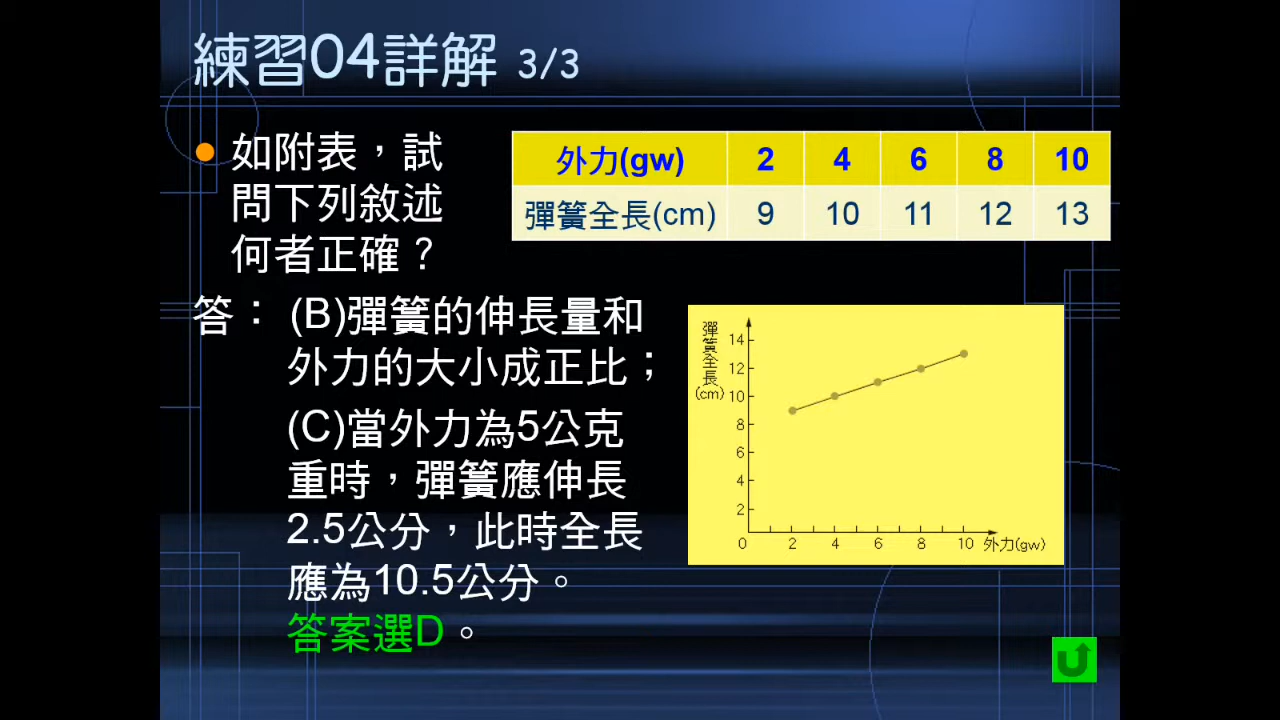 練習04詳解 3/3
如附表，試
問下列敘述
何者正確？
外力(gw) 2 4 6 8 10
彈簧全長(cm) 9 10 11 12 13
答： (B)彈簧的伸長量和
外力的大小成正比；
(C)當外力為5公克
重時，彈簧應伸長
2.5公分，此時全長
應為10.5公分。
答案選D。
彈簧全長(cm)
14
12
10
8
6
4
2
0 2 4 6 8 10 外力(gw)